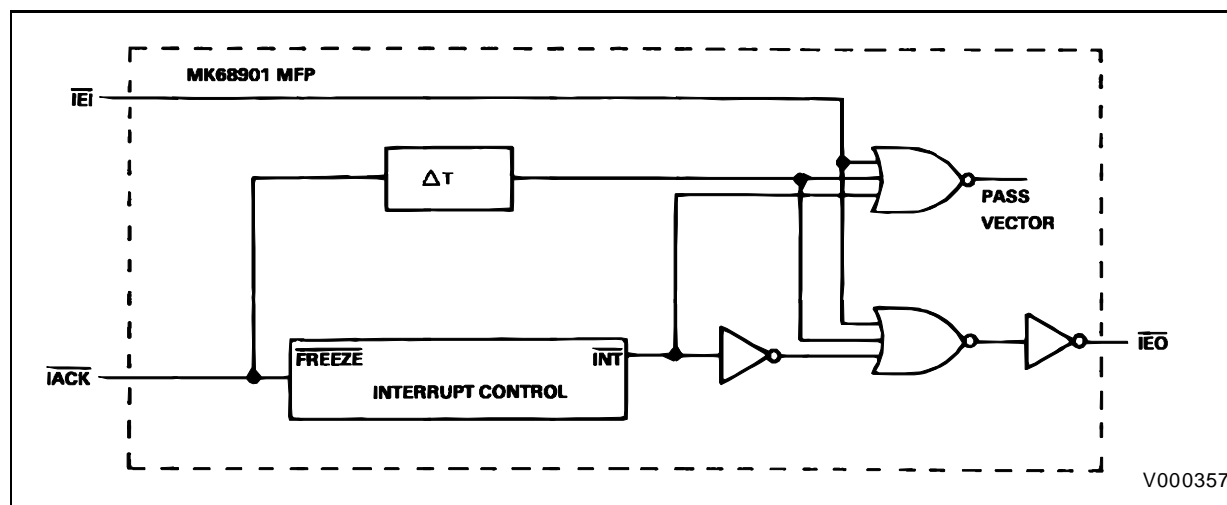 MK68901 MFP
IEI
ΔT
PASS
VECTOR
FREEZE
INT
IEO
IACK
INTERRUPT CONTROL
V000357